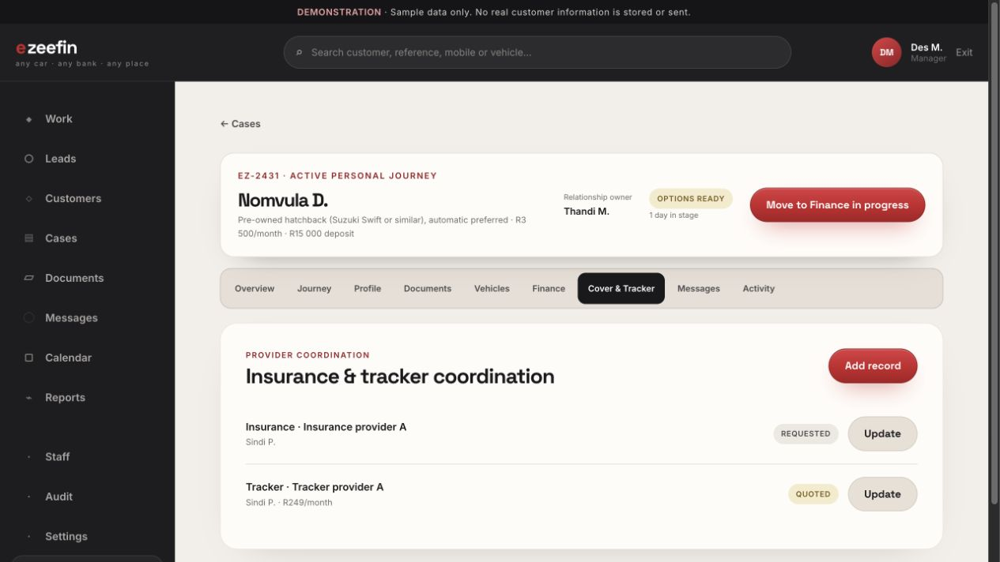 DEMONSTRATION · Sample data only. No real customer information is stored or sent.
ezeefin
any car · any bank · any place
Search customer, reference, mobile or vehicle...
DM
Des M.
Manager
Exit
Work
Leads
Customers
Cases
Documents
Messages
Calendar
Reports
Staff
Audit
Settings
← Cases
EZ-2431 · ACTIVE PERSONAL JOURNEY
Nomvula D.
Pre-owned hatchback (Suzuki Swift or similar), automatic preferred · R3
500/month · R15 000 deposit
Relationship owner
Thandi M.
OPTIONS READY
1 day in stage
Move to Finance in progress
Overview Journey Profile Documents Vehicles Finance Cover & Tracker Messages Activity
PROVIDER COORDINATION
Insurance & tracker coordination
Add record
Insurance · Insurance provider A
Sindi P.
REQUESTED
Update
Tracker · Tracker provider A
Sindi P. · R249/month
QUOTED
Update